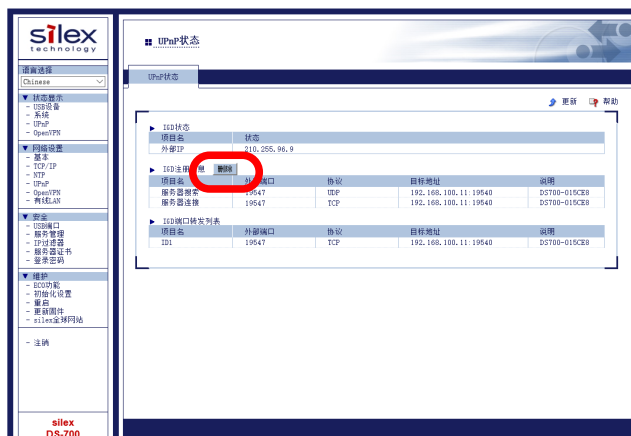 silex
technology
UPnP状态
语言选择
Chinese
UPnP状态
▼ 状态显示
- USB设备
- 系统
- UPnP
- OpenVPN
▼ 网络设置
- 基本
- TCP/IP
- NTP
- UPnP
- OpenVPN
- 有线LAN
▼ 安全
- USB端口
- 服务管理
- IP过滤器
- 服务器证书
- 登录密码
▼ 维护
- ECO功能
- 初始化设置
- 重启
- 更新固件
- silex全球网站
- 注销
silex
DS-700
更新 帮助
▶ IGD状态
项目名 状态
外部IP 210.255.96.9
▶ IGD注册 息 删除
项目名 外 端口 协议 目标地址 说明
服务器搜索 19547 UDP 192.168.100.11:19540 DS700-015CE8
服务器连接 19547 TCP 192.168.100.11:19540 DS700-015CE8
▶ IGD端口转发列表
项目名 外部端口 协议 目标地址 说明
ID1 19547 TCP 192.168.100.11:19540 DS700-015CE8